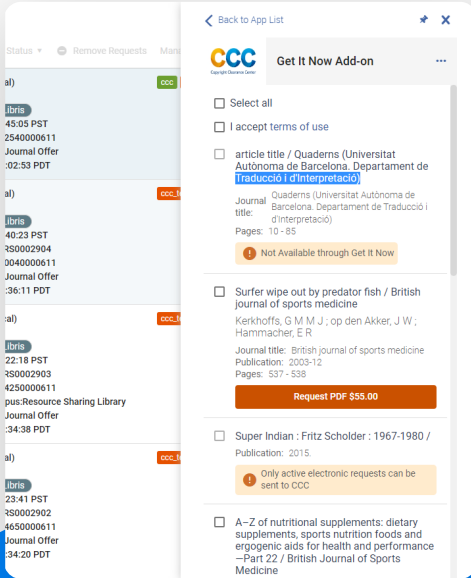 Back to App List
CCC
Copyright Clearance Center
Get It Now Add-on
Status
Remove Requests
Select all
I accept terms of use
article title / Quaderns (Universitat
Autònoma de Barcelona. Departament de
Traducció i d'Interpretació)
Journal title:
Quaderns (Universitat Autònoma de
Barcelona. Departament de Traducció i
d'Interpretació)
Pages: 10 - 85
Not Available through Get It Now
Surfer wipe out by predator fish / British
journal of sports medicine
Kerkhoffs, G M M J ; op den Akker, J W ;
Hammacher, E R
Journal title: British journal of sports medicine
Publication: 2003-12
Pages: 537 - 538
Request PDF $55.00
Super Indian : Fritz Scholder : 1967-1980 /
Publication: 2015.
Only active electronic requests can be
sent to CCC
A–Z of nutritional supplements: dietary
supplements, sports nutrition foods and
ergogenic aids for health and performance
—Part 22 / British Journal of Sports
Medicine
al)
ccc
Libris
45:05 PST
2540000611
Journal Offer
:02:53 PDT
al)
Libris
40:23 PST
RS0002904
0040000611
Journal Offer
:36:11 PDT
cal)
Libris
22:18 PST
RS0002903
4250000611
pus:Resource Sharing Library
Journal Offer
:34:38 PDT
al)
Libris
23:41 PST
RS0002902
4650000611
Journal Offer
:34:20 PDT